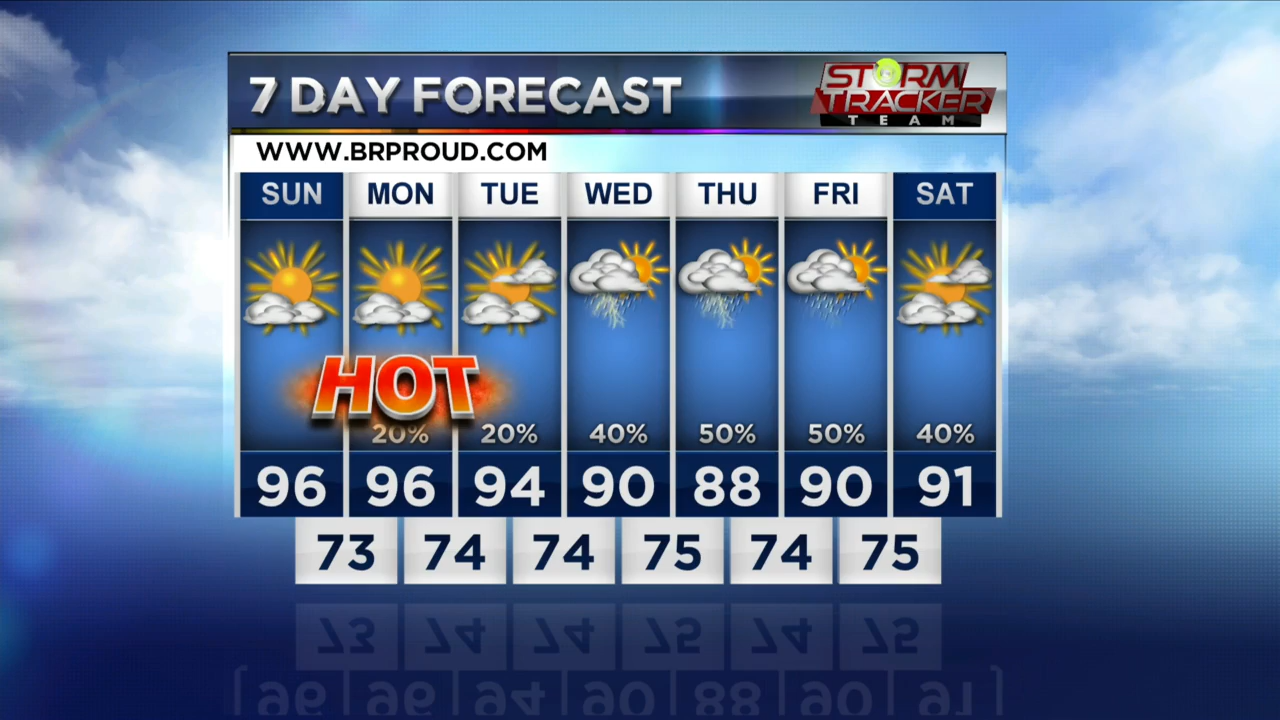 7 DAY FORECAST
STORM
TRACKER
TEAM
WWW.BRPROUD.COM
SUN MON TUE WED THU FRI SAT
HOT
20% 20% 40% 50% 50% 40%
96 96 94 90 88 90 91
73 74 74 75 74 75